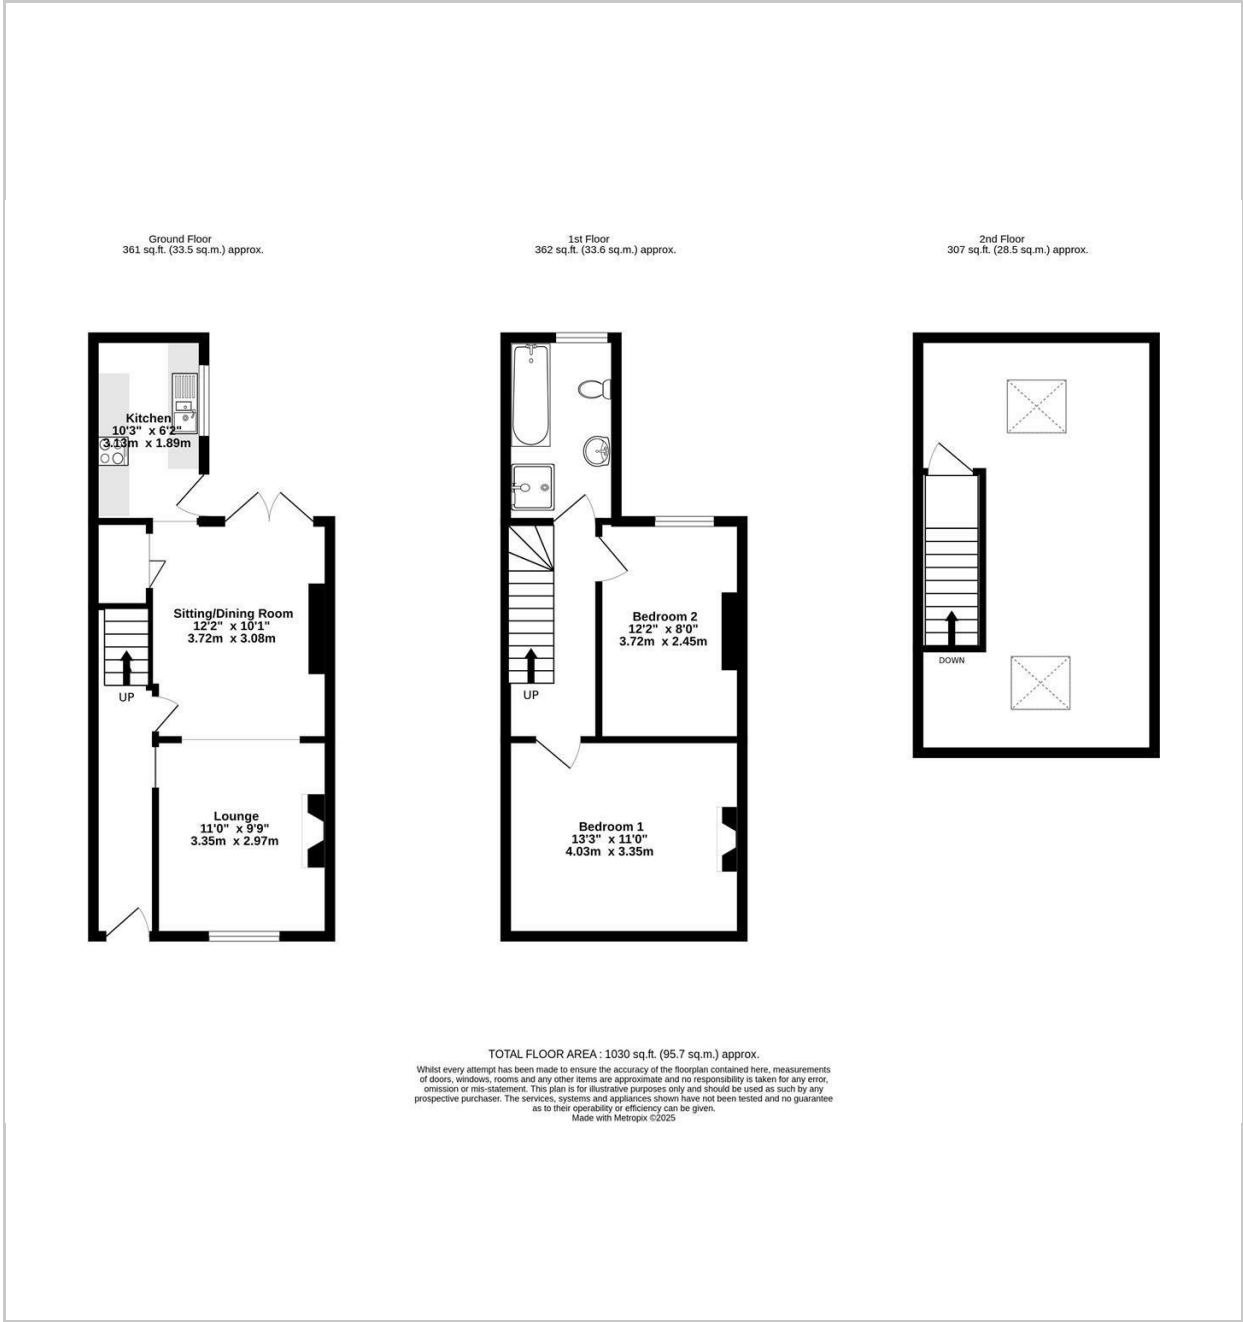 Ground Floor
361 sq.ft. (33.5 sq.m.) approx.
1st Floor
362 sq.ft. (33.6 sq.m.) approx.
2nd Floor
307 sq.ft. (28.5 sq.m.) approx.
Kitchen
10'3" x 6'2"
3.13m x 1.89m
Sitting/Dining Room
12'2" x 10'1"
3.72m x 3.08m
UP
Lounge
11'0" x 9'9"
3.35m x 2.97m
Bedroom 2
12'2" x 8'0"
3.72m x 2.45m
UP
Bedroom 1
13'3" x 11'0"
4.03m x 3.35m
DOWN
TOTAL FLOOR AREA : 1030 sq.ft. (95.7 sq.m.) approx.
Whilst every attempt has been made to ensure the accuracy of the floorplan contained here, measurements
of doors, windows, rooms and any other items are approximate and no responsibility is taken for any error,
omission or mis-statement. This plan is for illustrative purposes only and should be used as such by any
prospective purchaser. The services, systems and appliances shown have not been tested and no guarantee
as to their operability or efficiency can be given.
Made with Metropix ©2025